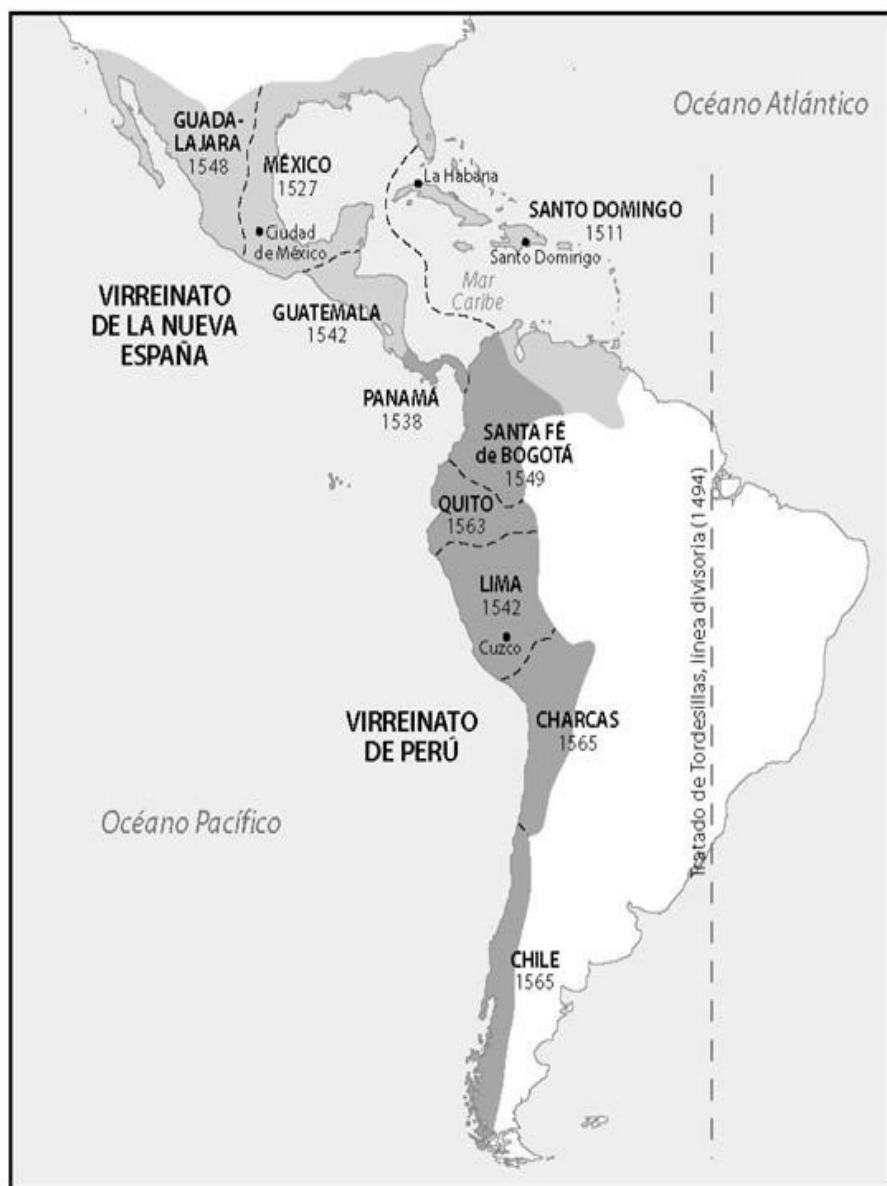 Océano Atlántico
GUADA-
LAJARA
1548
MÉXICO
1527
La Habana
SANTO DOMINGO
1511
Ciudad
de México
Santo Domingo
Mar
Caribe
VIRREINATO
DE LA NUEVA
ESPAÑA
GUATEMALA
1542
PANAMÁ
1538
SANTA FÉ
de BOGOTÁ
1549
QUITO
1563
LIMA
1542
Cuzco
Tratado de Tordesillas, línea divisoria (1494)
VIRREINATO
DE PERÚ
CHARCAS
1565
Océano Pacífico
CHILE
1565